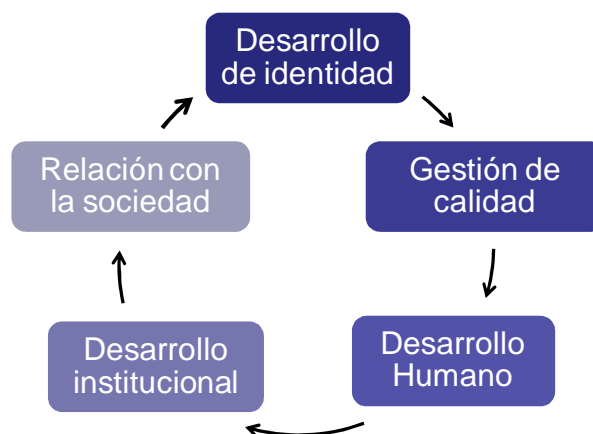 Desarrollo
de identidad
Gestión de
calidad
Desarrollo
Humano
Desarrollo
institucional
Relación con
la sociedad